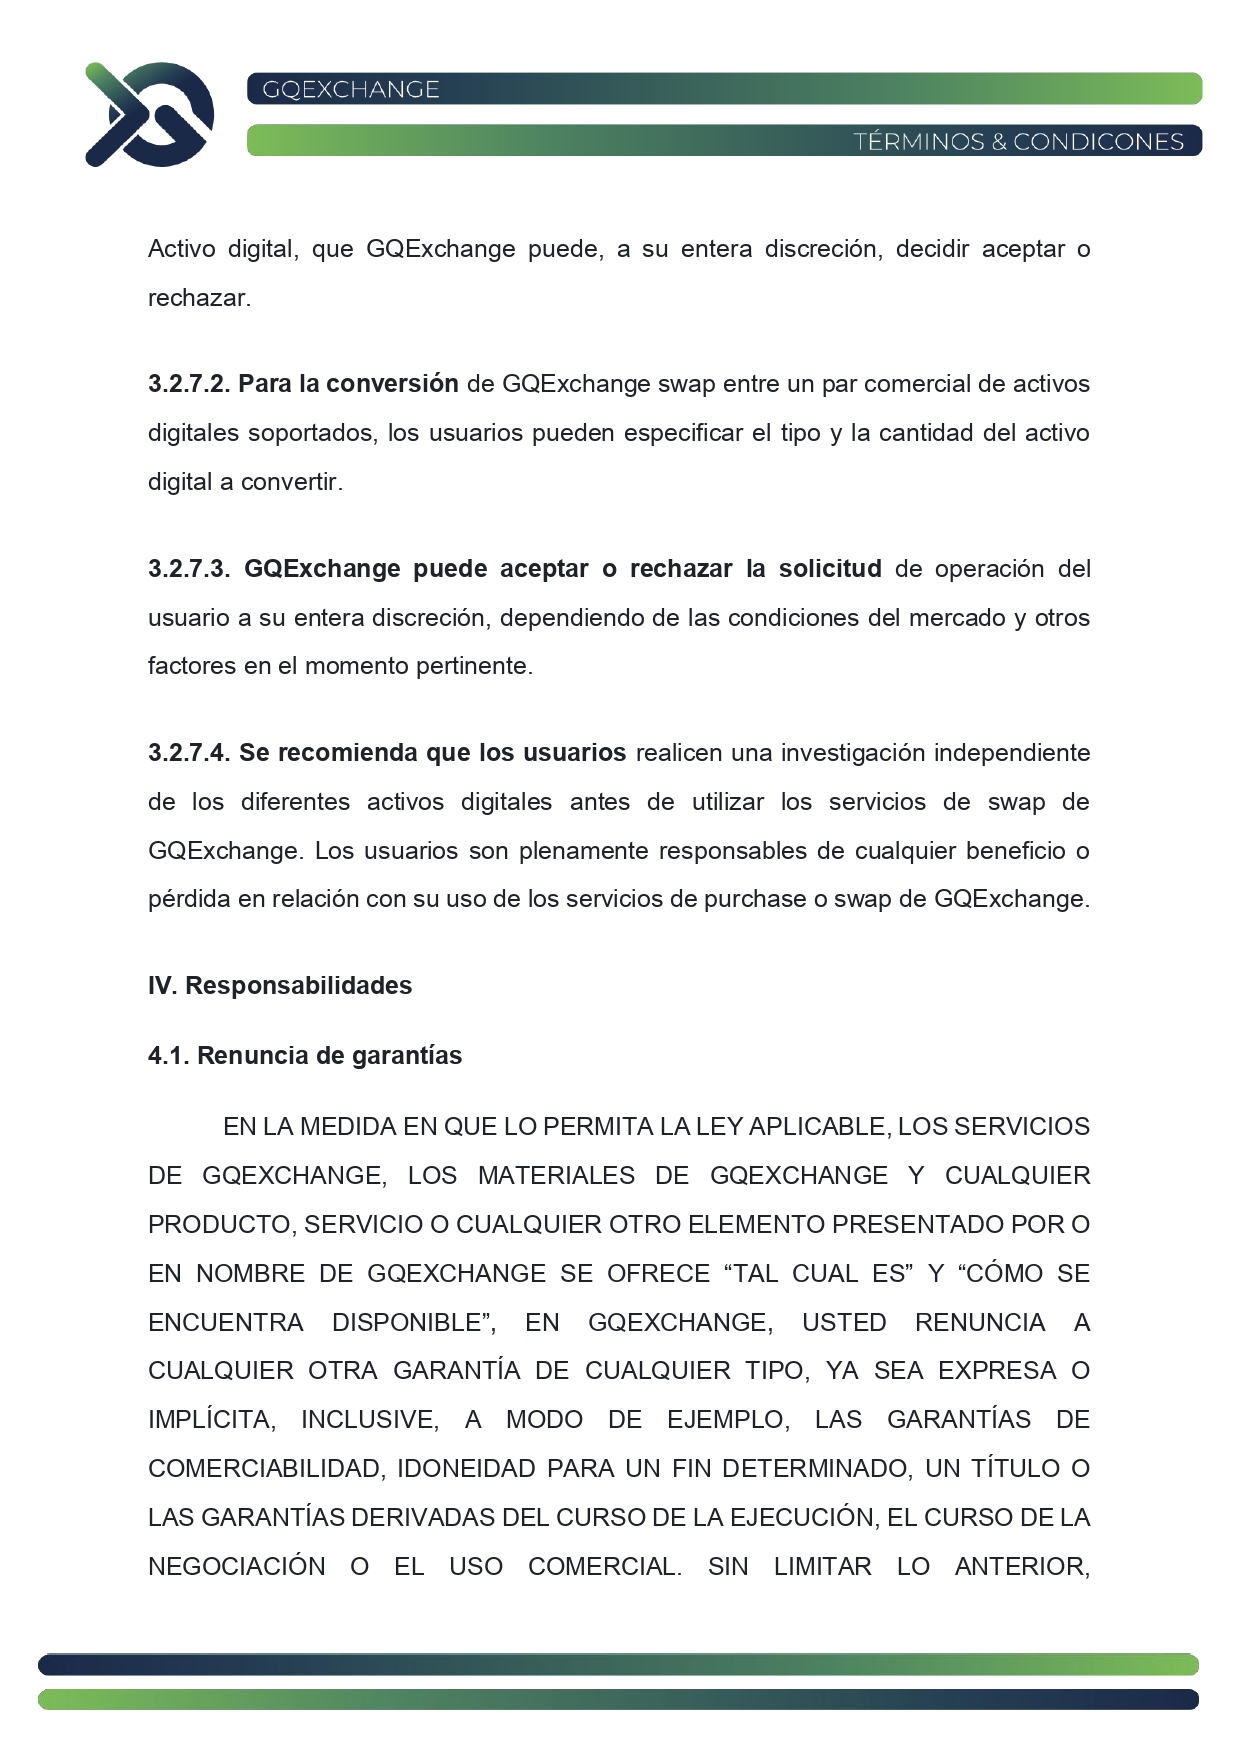 GQEXCHANGE
TÉRMINOS & CONDICONES
Activo digital, que GQExchange puede, a su entera discreción, decidir aceptar o
rechazar.
3.2.7.2. Para la conversión de GQExchange swap entre un par comercial de activos
digitales soportados, los usuarios pueden especificar el tipo y la cantidad del activo
digital a convertir.
3.2.7.3. GQExchange puede aceptar o rechazar la solicitud de operación del
usuario a su entera discreción, dependiendo de las condiciones del mercado y otros
factores en el momento pertinente.
3.2.7.4. Se recomienda que los usuarios realicen una investigación independiente
de los diferentes activos digitales antes de utilizar los servicios de swap de
GQExchange. Los usuarios son plenamente responsables de cualquier beneficio o
pérdida en relación con su uso de los servicios de purchase o swap de GQExchange.
IV. Responsabilidades
4.1. Renuncia de garantías
EN LA MEDIDA EN QUE LO PERMITA LA LEY APLICABLE, LOS SERVICIOS
DE GQEXCHANGE, LOS MATERIALES DE GQEXCHANGE Y CUALQUIER
PRODUCTO, SERVICIO O CUALQUIER OTRO ELEMENTO PRESENTADO POR O
EN NOMBRE DE GQEXCHANGE SE OFRECE “TAL CUAL ES” Y “CÓMO SE
ENCUENTRA DISPONIBLE”, EN GQEXCHANGE, USTED RENUNCIA A
CUALQUIER OTRA GARANTÍA DE CUALQUIER TIPO, YA SEA EXPRESA O
IMPLÍCITA, INCLUSIVE, A MODO DE EJEMPLO, LAS GARANTÍAS DE
COMERCIABILIDAD, IDONEIDAD PARA UN FIN DETERMINADO, UN TÍTULO O
LAS GARANTÍAS DERIVADAS DEL CURSO DE LA EJECUCIÓN, EL CURSO DE LA
NEGOCIACIÓN O EL USO COMERCIAL. SIN LIMITAR LO ANTERIOR,